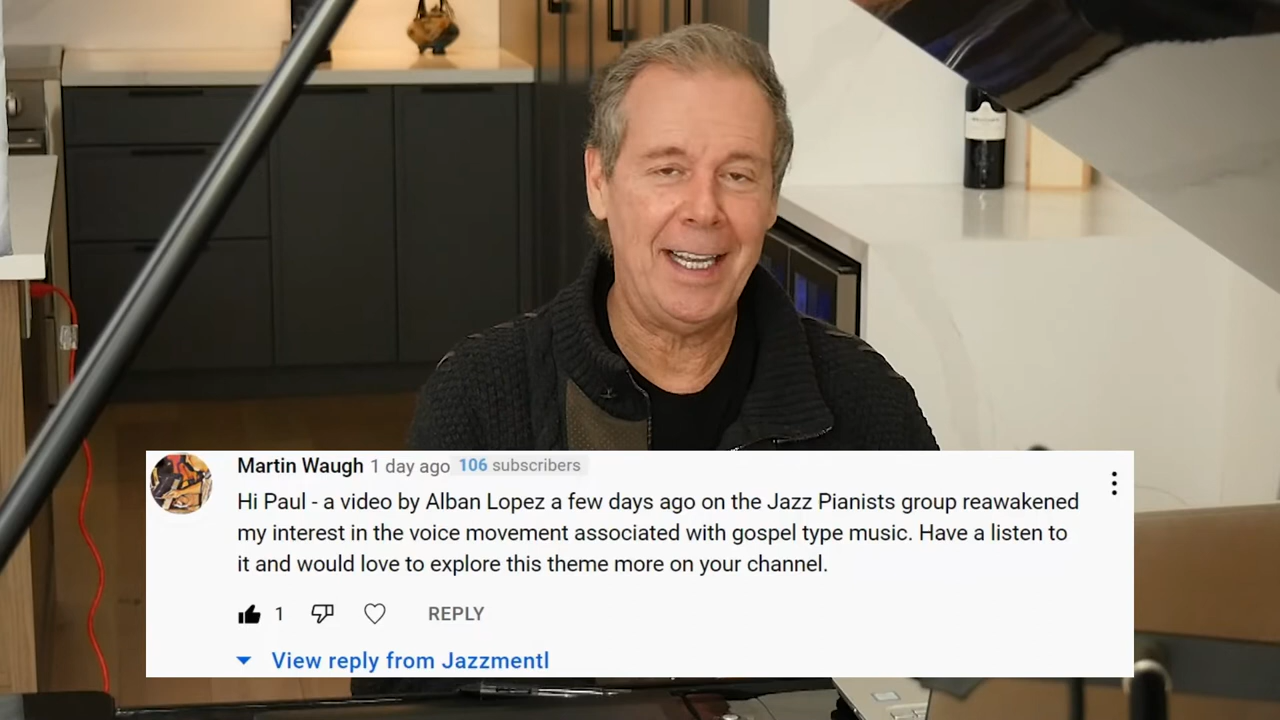 Martin Waugh 1 day ago 106 subscribers
Hi Paul - a video by Alban Lopez a few days ago on the Jazz Pianists group reawakened
my interest in the voice movement associated with gospel type music. Have a listen to
it and would love to explore this theme more on your channel.
1 REPLY
View reply from Jazzmentl